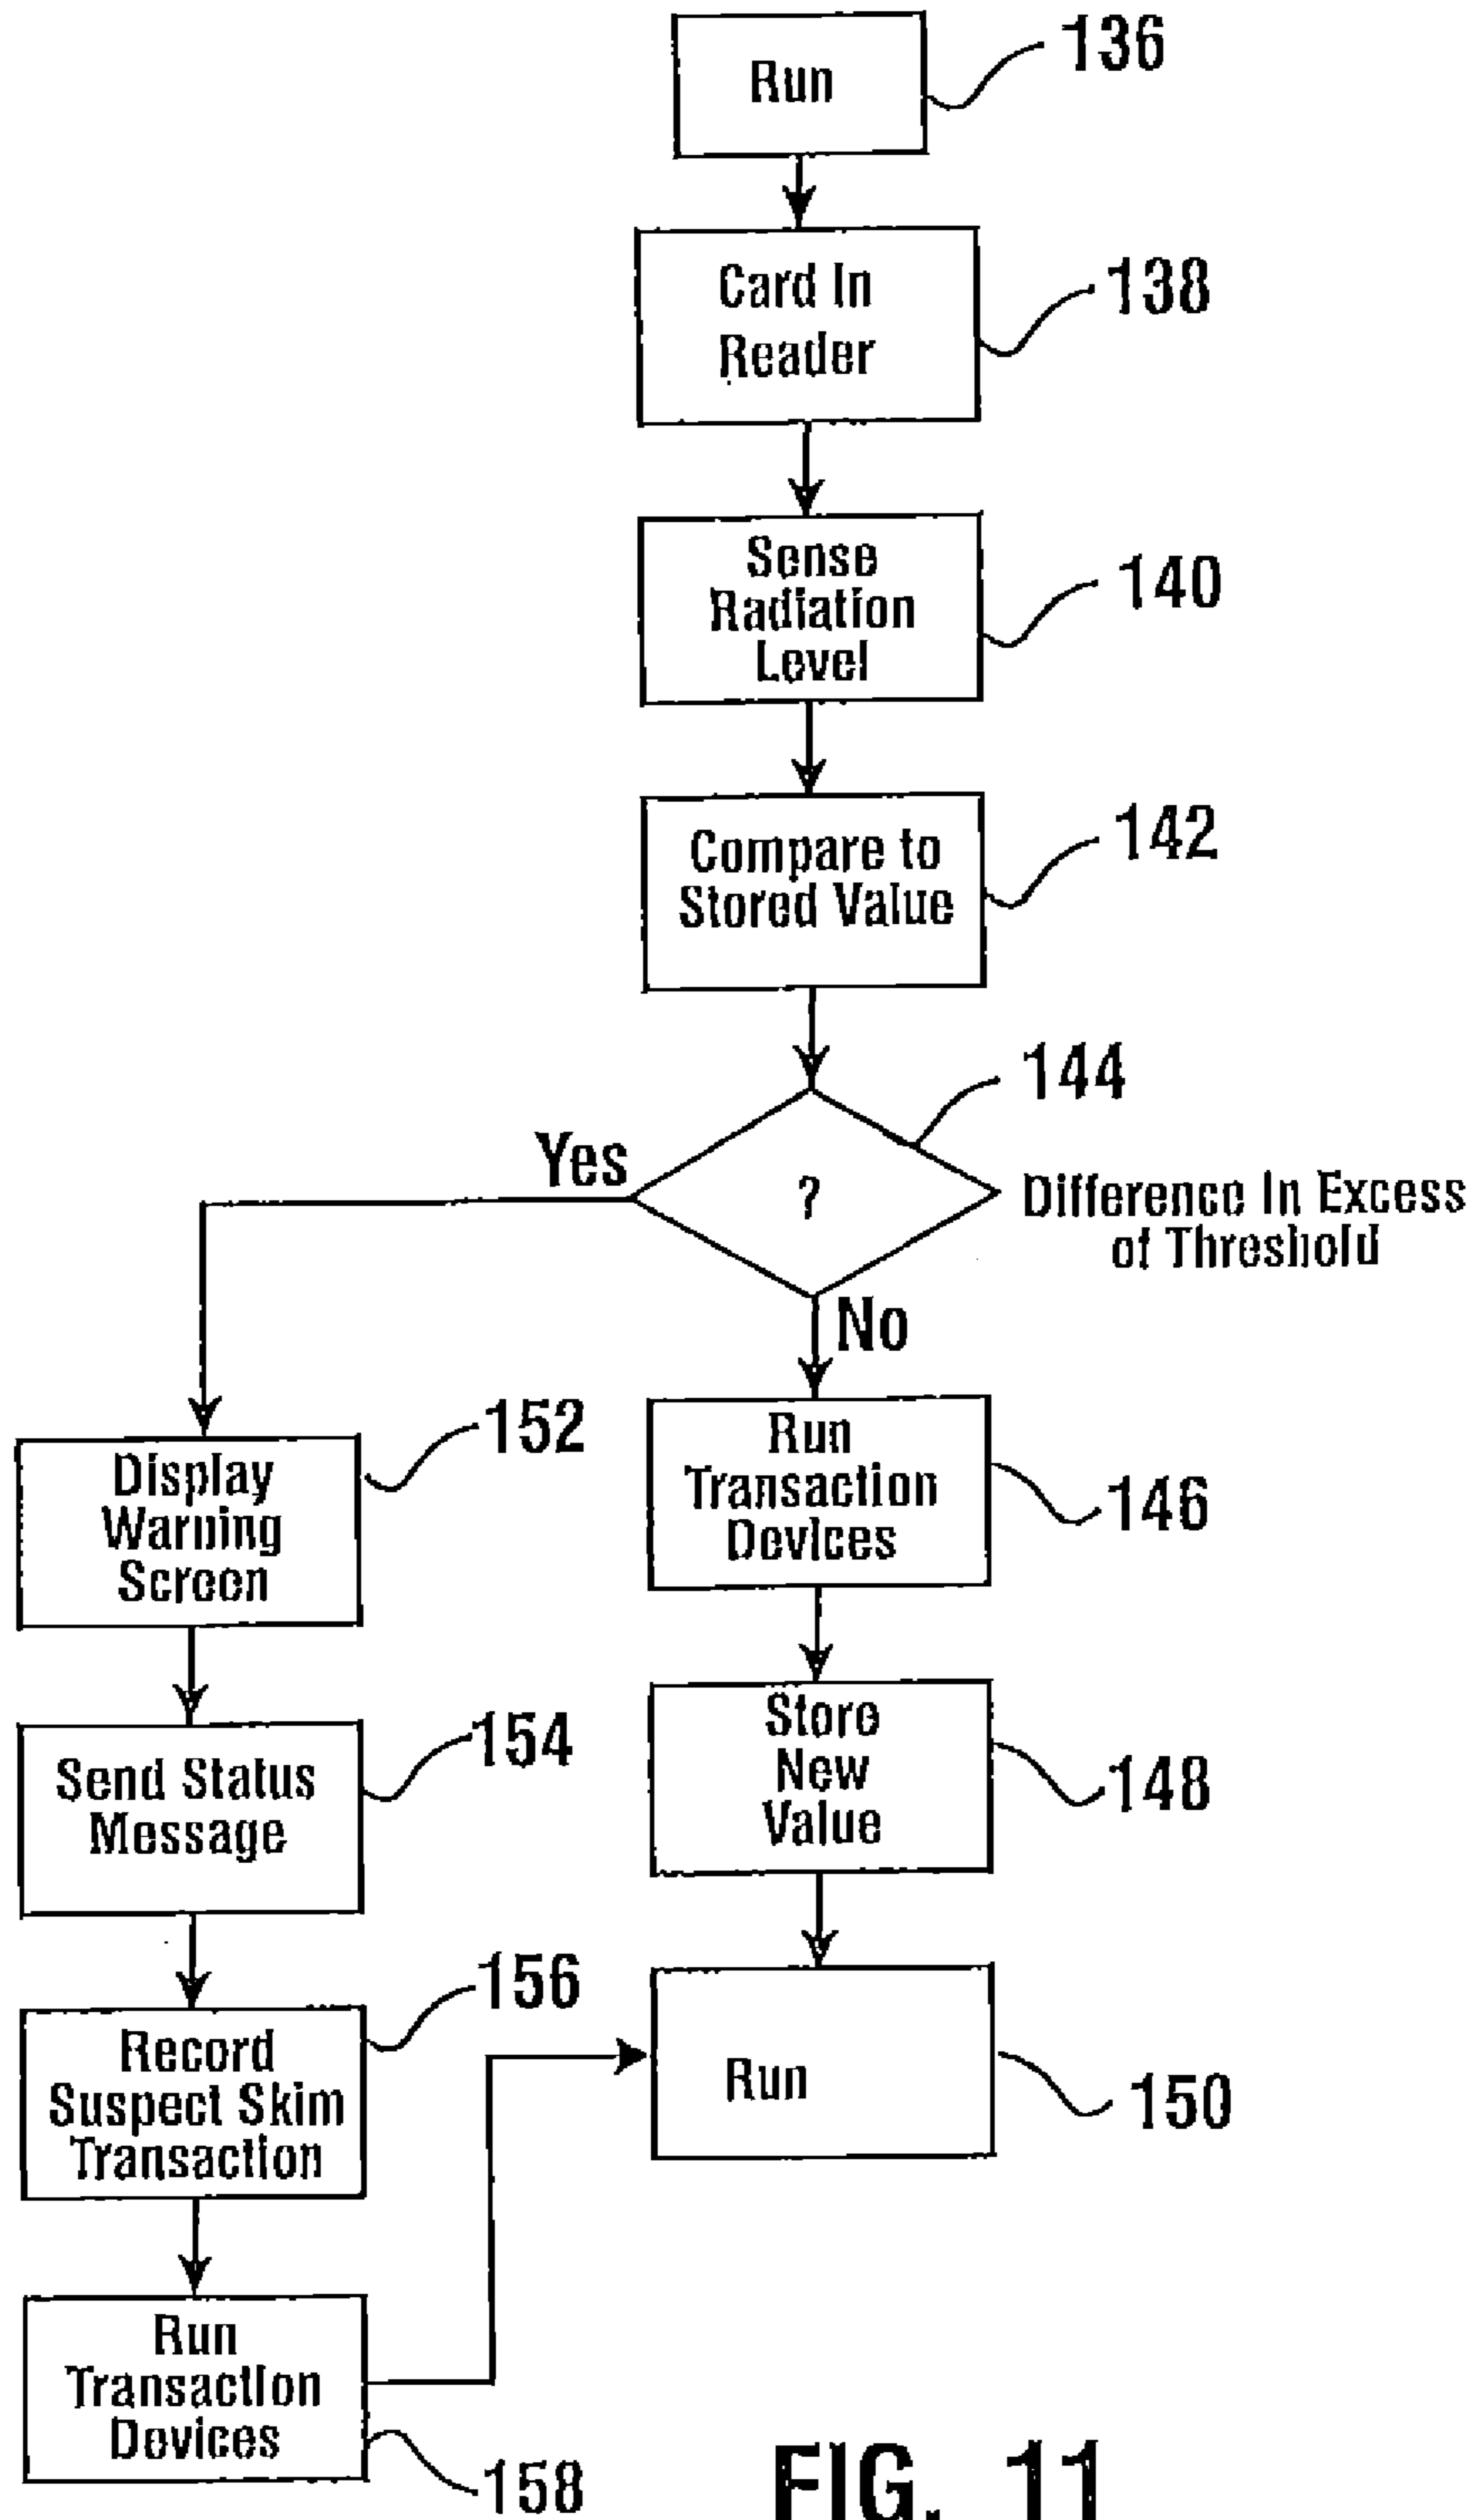 Run
136
Card In
Reader
138
Sense
Radiation
Level
140
Compare to
Stored Value
142
144
Yes
?
Difference In Excess
of Threshold
No
Display
Warning
Screen
152
Run
Transaction
Devices
146
Send Status
Message
154
Store
New
Value
148
Record
Suspect Skim
Transaction
156
Run
150
Run
Transaction
Devices
158
FIG. 11